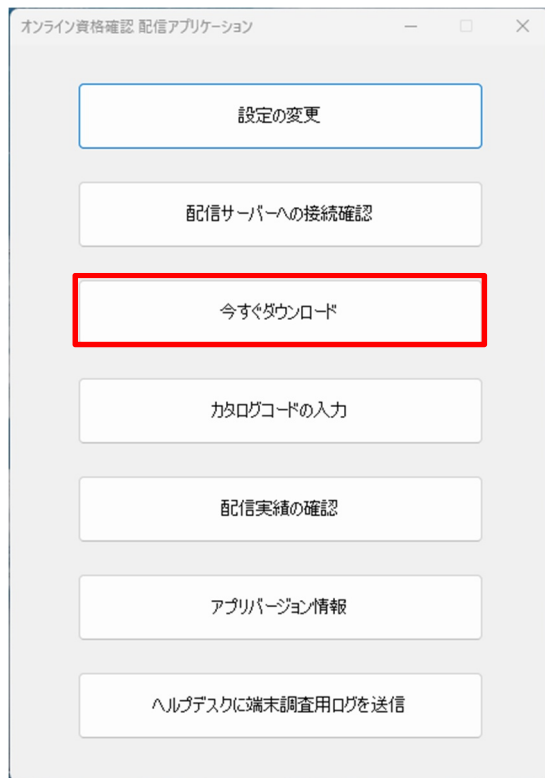 オンライン資格確認 配信アプリケーション
設定の変更
配信サーバーへの接続確認
今すぐダウンロード
カタログコードの入力
配信実績の確認
アプリバージョン情報
ヘルプデスクに端末調査用ログを送信